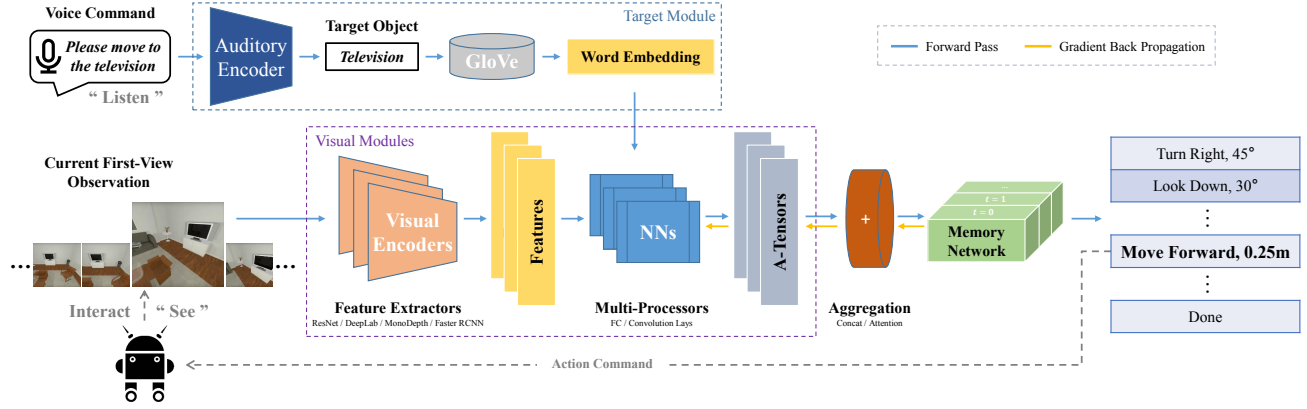 Voice Command
Please move to
the television
“ Listen ”
Auditory
Encoder
Target Object
Television
GloVe
Word Embedding
Target Module
Forward Pass
Gradient Back Propagation
Current First-View
Observation
...
...
Interact
“ See ”
Visual Modules
Visual
Encoders
Features
NNs
A-Tensors
+
...
t = 1
t = 0
Memory
Network
Feature Extractors
ResNet / DeepLab / MonoDepth / Faster RCNN
Multi-Processors
FC / Convolution Lays
Aggregation
Concat / Attention
Turn Right, 45°
Look Down, 30°
⋮
Move Forward, 0.25m
⋮
Done
Action Command